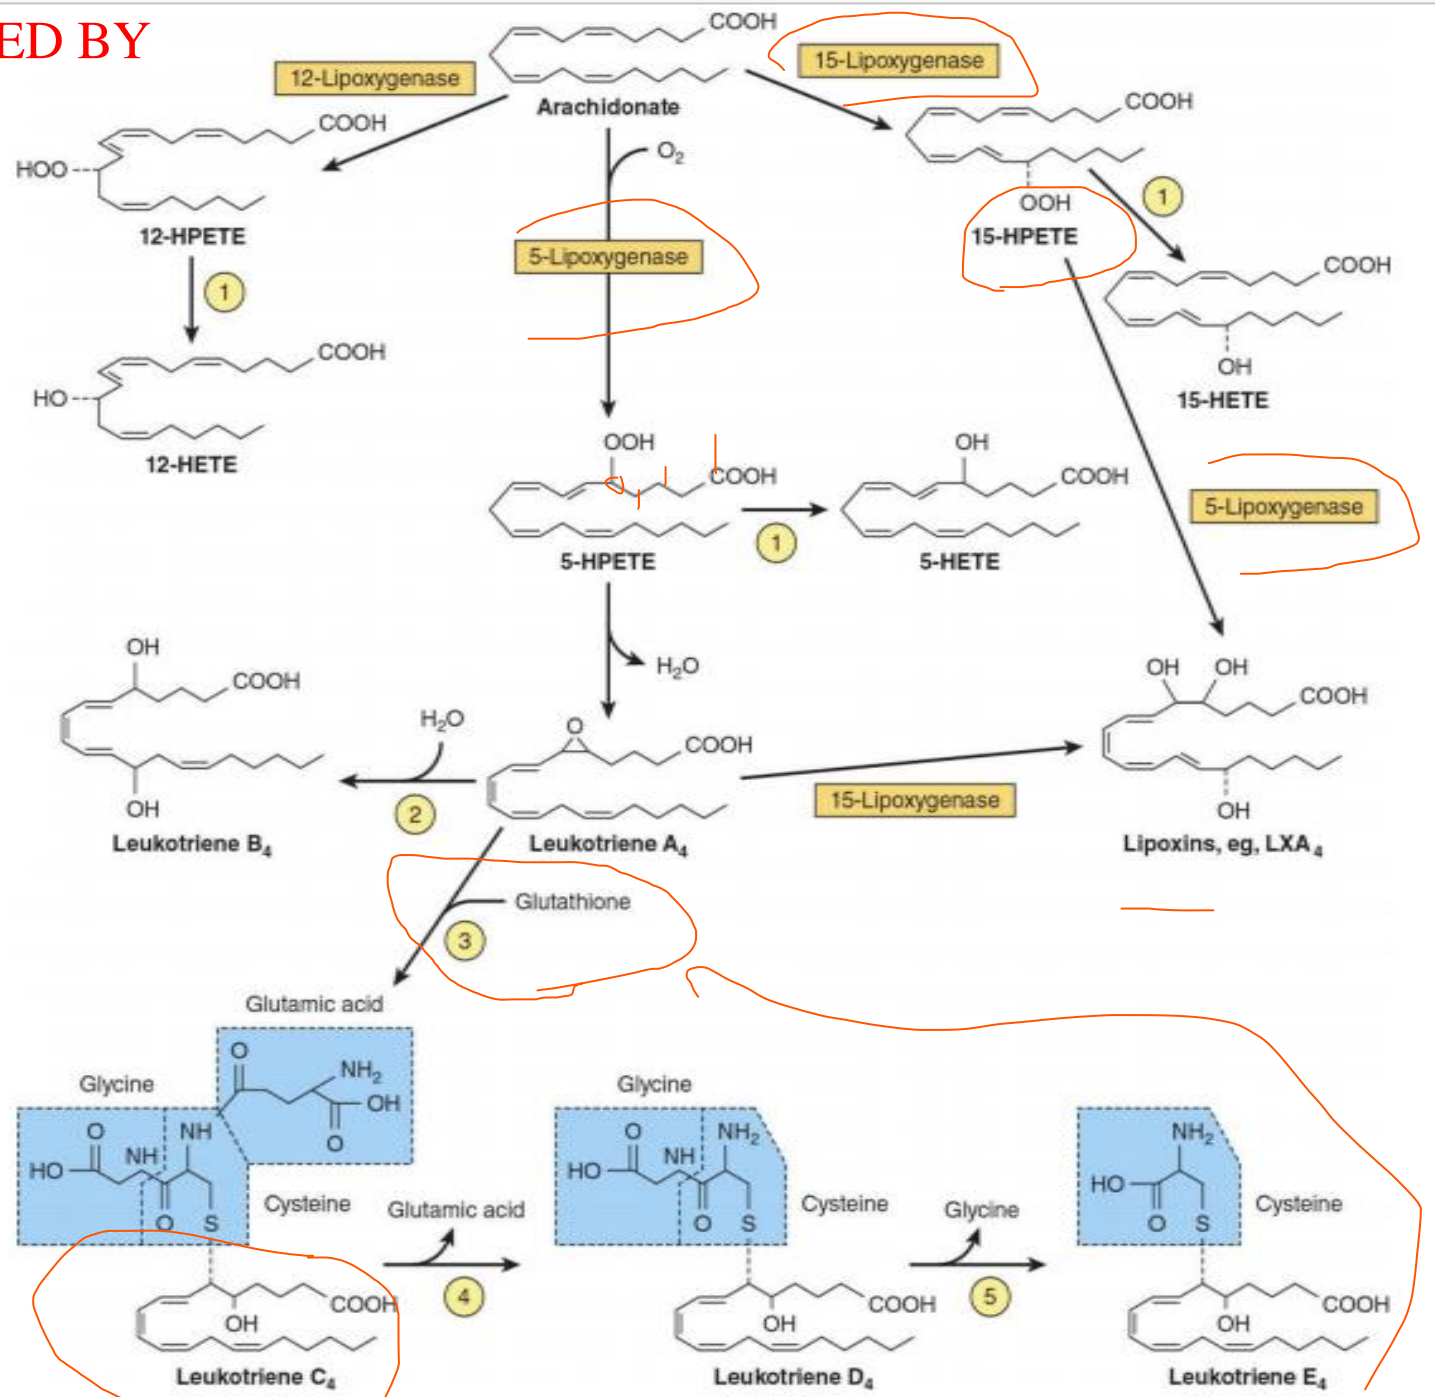 ED BY
COOH
12-Lipoxygenase
15-Lipoxygenase
Arachidonate
COOH
HOO
12-HPETE
O₂
COOH
OOH
15-HPETE
1
1
5-Lipoxygenase
COOH
OH
15-HETE
COOH
HO
12-HETE
OOH
COOH
5-HPETE
1
OH
COOH
5-HETE
5-Lipoxygenase
H₂O
OH
COOH
OH
Leukotriene B₄
H₂O
2
O
COOH
Leukotriene A₄
15-Lipoxygenase
OH OH
COOH
OH
Lipoxins, eg, LXA₄
Glutathione
3
Glutamic acid
Glycine
O
NH₂
OH
O
O
NH
NH
HO
O
S
Cysteine
COOH
OH
Leukotriene C₄
Glutamic acid
4
Glycine
O
NH₂
NH
HO
O
S
Cysteine
COOH
OH
Leukotriene D₄
Glycine
5
NH₂
HO
O
S
Cysteine
COOH
OH
Leukotriene E₄